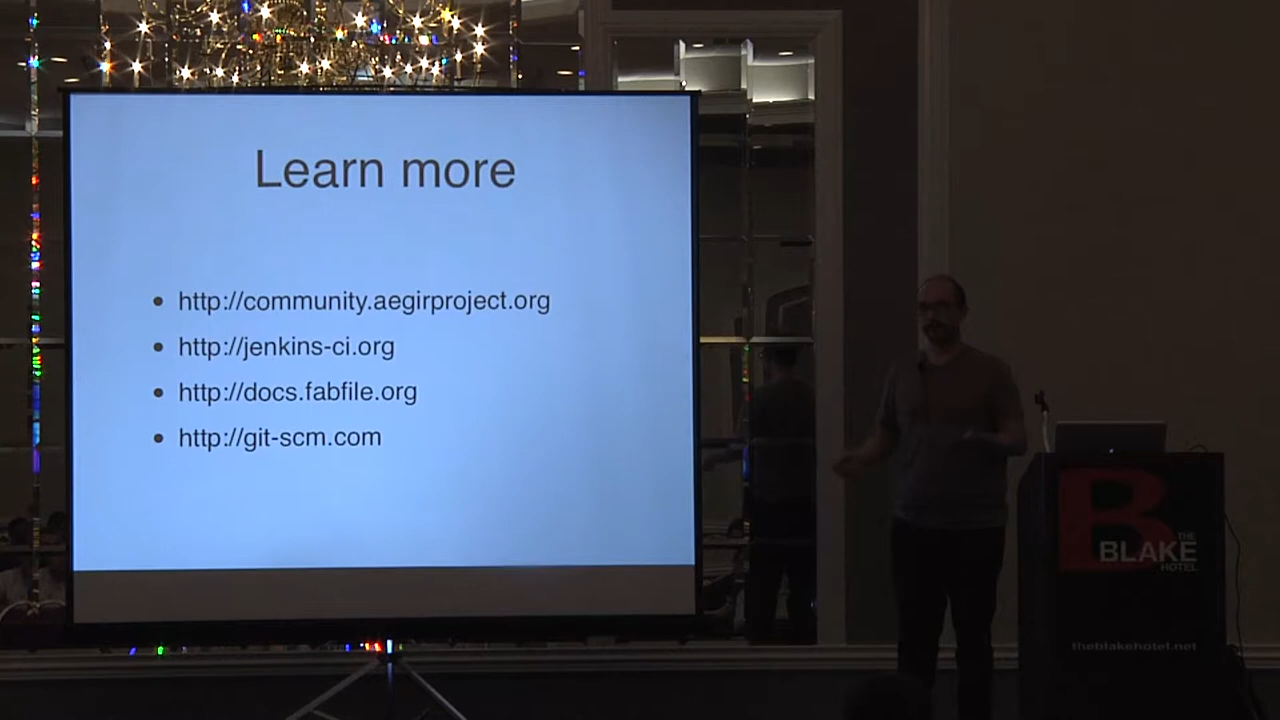 Learn more
http://community.aegirproject.org
http://jenkins-ci.org
http://docs.fabfile.org
http://git-scm.com
B
THE
BLAKE
HOTEL
theblakehotel.net